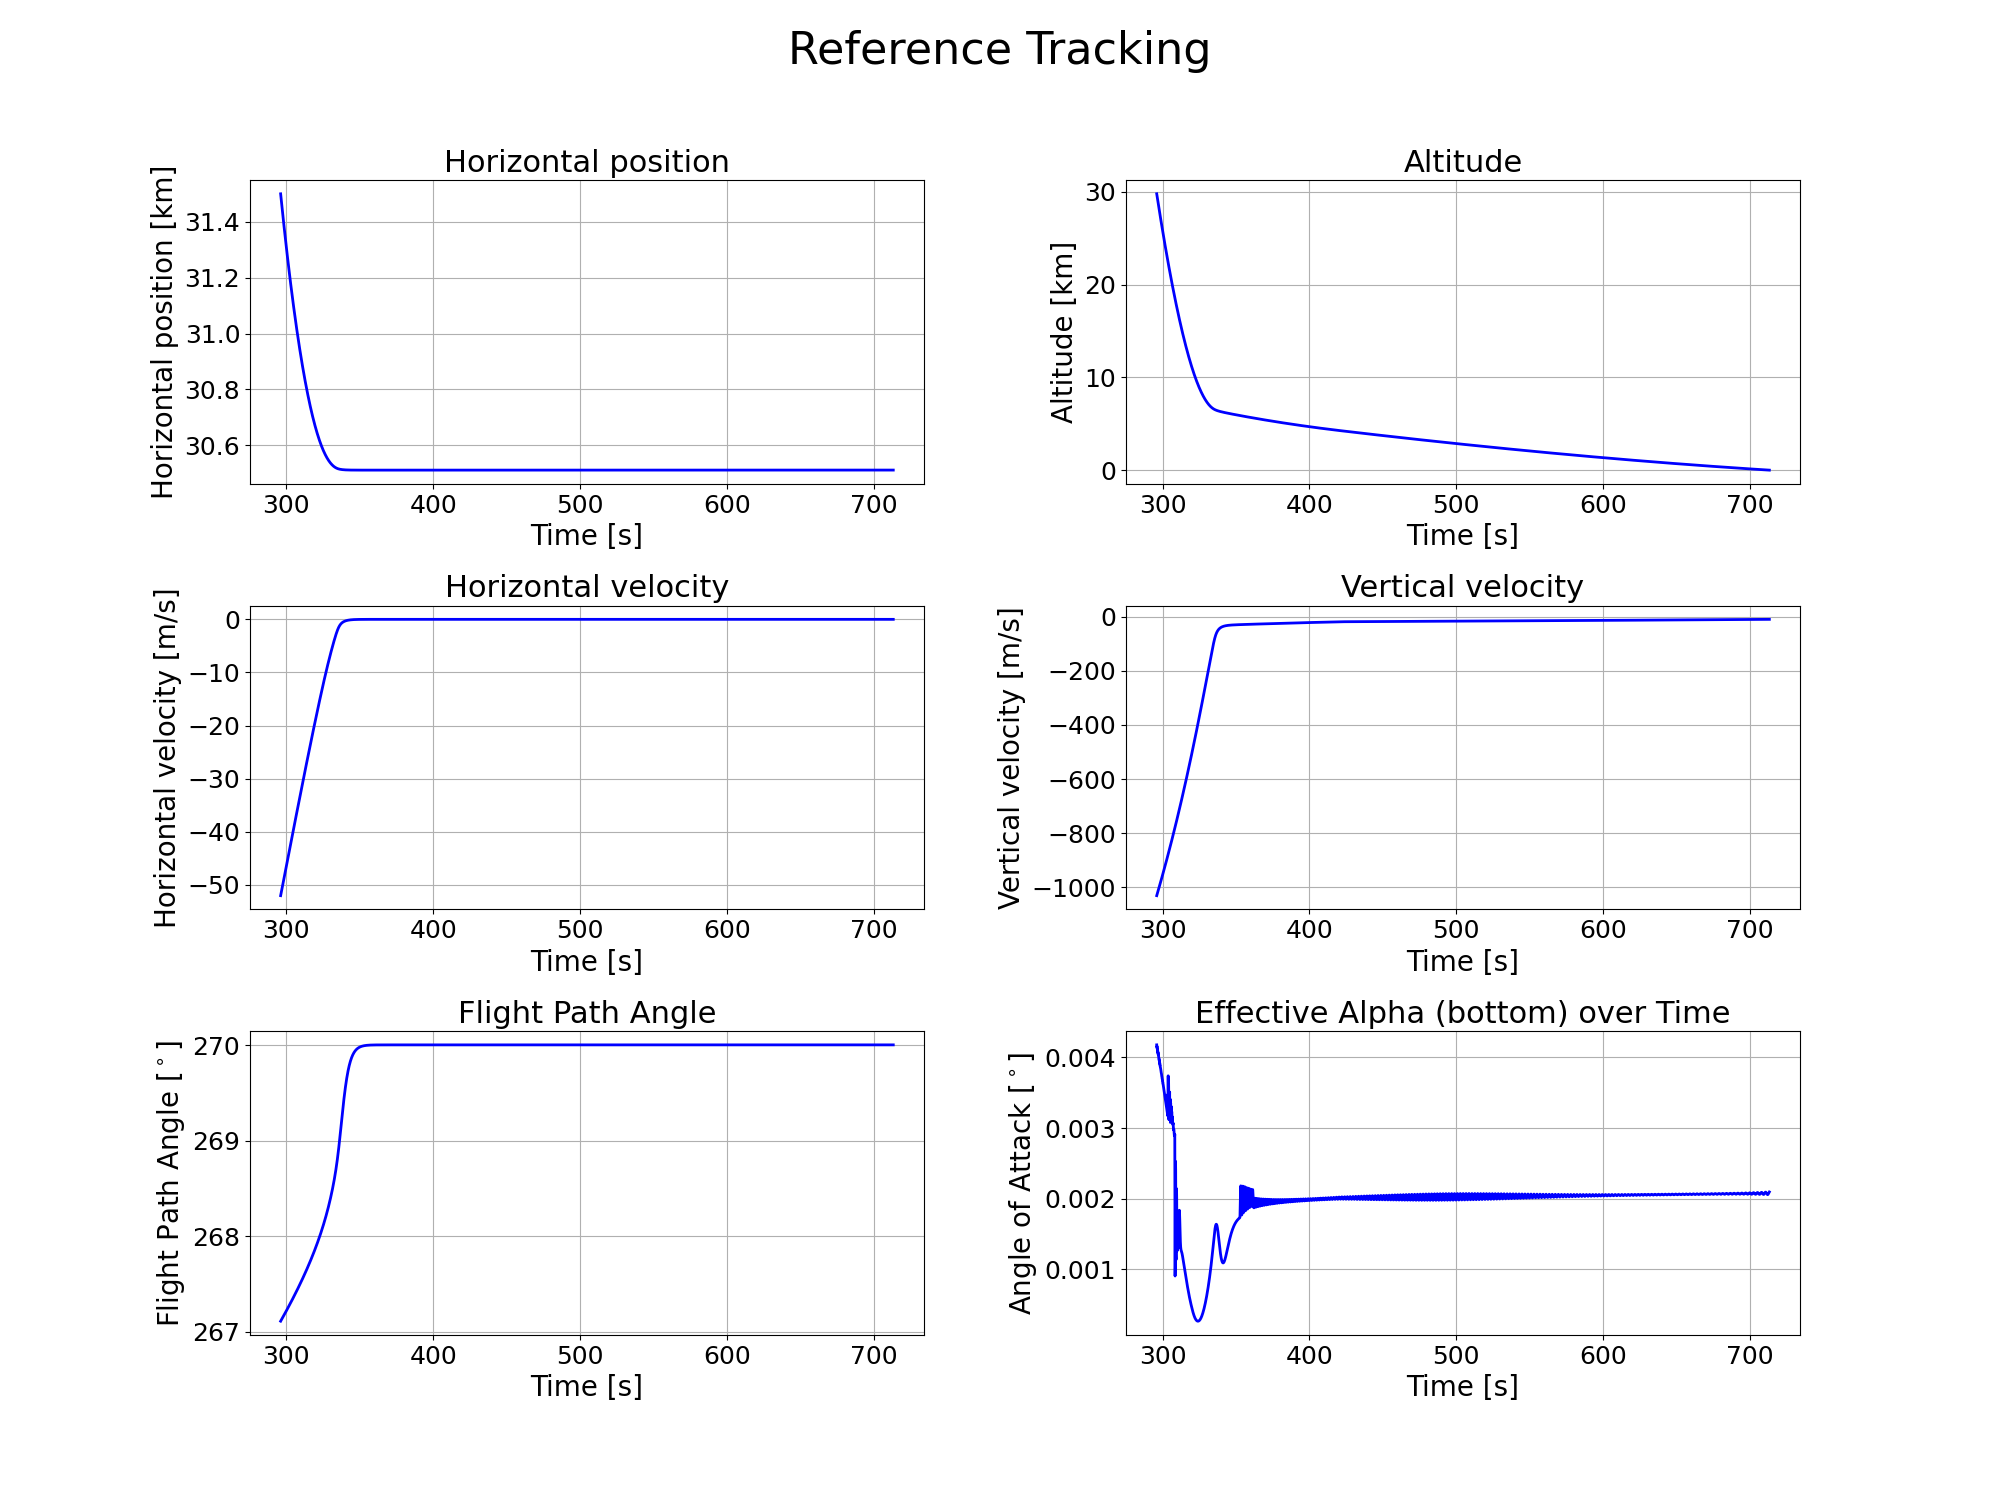 Reference Tracking
Horizontal position
Horizontal position [km]
31.4
31.2
31.0
30.8
30.6
300 400 500 600 700
Time [s]
Altitude
Altitude [km]
30
20
10
0
300 400 500 600 700
Time [s]
Horizontal velocity
Horizontal velocity [m/s]
0
−10
−20
−30
−40
−50
300 400 500 600 700
Time [s]
Vertical velocity
Vertical velocity [m/s]
0
−200
−400
−600
−800
−1000
300 400 500 600 700
Time [s]
Flight Path Angle
Flight Path Angle [°]
270
269
268
267
300 400 500 600 700
Time [s]
Effective Alpha (bottom) over Time
Angle of Attack [°]
0.004
0.003
0.002
0.001
300 400 500 600 700
Time [s]